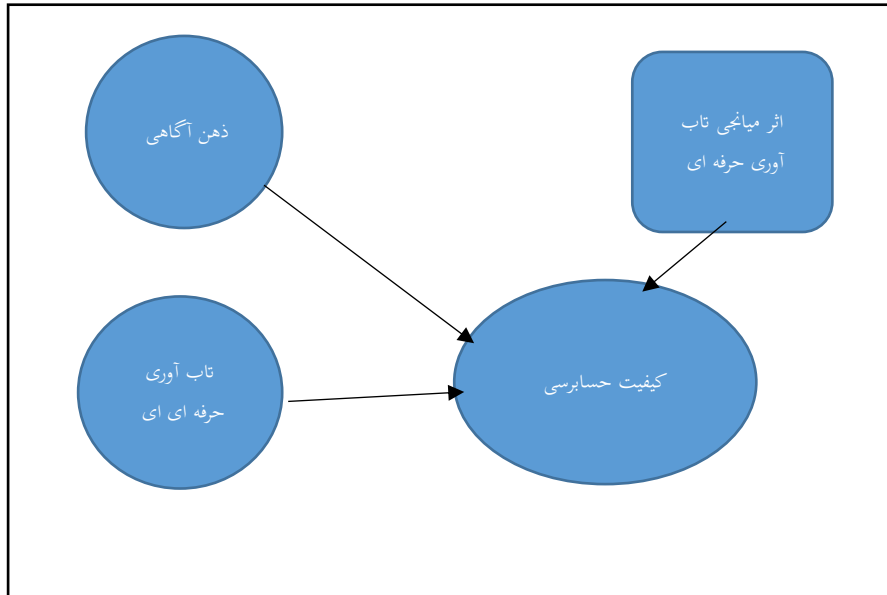 اثر میانجی تاب
آوری حرفه ای
ذهن آگاهی
تاب آوری
حرفه ای ای
کیفیت حسابرسی